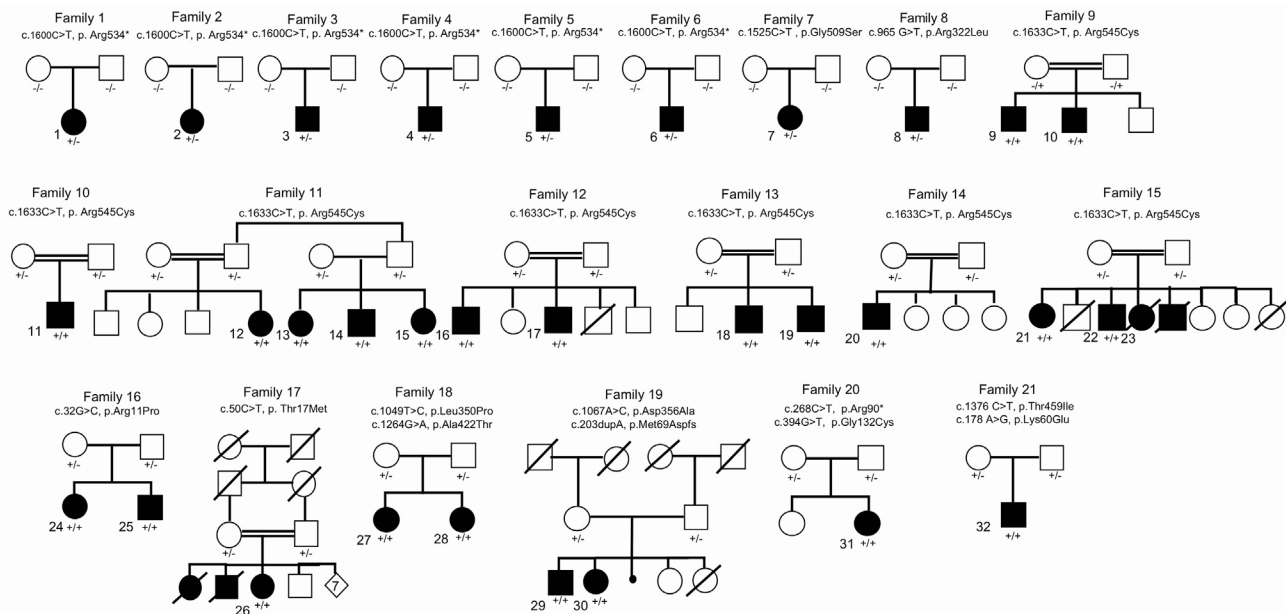 Family 1
c.1600C>T, p. Arg534*
-/-
-/-
1
+/-
Family 2
c.1600C>T, p. Arg534*
-/-
-/-
2
+/-
Family 3
c.1600C>T, p. Arg534*
-/-
-/-
3
+/-
Family 4
c.1600C>T, p. Arg534*
-/-
-/-
4
+/-
Family 5
c.1600C>T, p. Arg534*
-/-
-/-
5
+/-
Family 6
c.1600C>T, p. Arg534*
-/-
-/-
6
+/-
Family 7
c.1525C>T , p.Gly509Ser
-/-
-/-
7
+/-
Family 8
c.965 G>T, p.Arg322Leu
-/-
-/-
8
+/-
Family 9
c.1633C>T, p. Arg545Cys
-/+
-/+
9
+/+
10
+/+
Family 10
c.1633C>T, p. Arg545Cys
+/-
+/-
11
+/+
Family 11
c.1633C>T, p. Arg545Cys
+/-
+/-
+/-
+/-
12
+/+
13
+/+
14
+/+
15
+/+
Family 12
c.1633C>T, p. Arg545Cys
+/-
+/-
16
+/+
17
+/+
Family 13
c.1633C>T, p. Arg545Cys
+/-
+/-
18
+/+
19
+/+
Family 14
c.1633C>T, p. Arg545Cys
+/-
+/-
20
+/+
Family 15
c.1633C>T, p. Arg545Cys
+/-
+/-
21
+/+
22
+/+
23
Family 16
c.32G>C, p.Arg11Pro
+/-
+/-
24 +/+
25 +/+
Family 17
c.50C>T, p. Thr17Met
+/-
+/-
7
26 +/+
Family 18
c.1049T>C, p.Leu350Pro
c.1264G>A, p.Ala422Thr
+/-
+/-
27 +/+
28 +/+
Family 19
c.1067A>C, p.Asp356Ala
c.203dupA, p.Met69Aspfs
+/-
+/-
29 +/+
30 +/+
Family 20
c.268C>T, p.Arg90*
c.394G>T, p.Gly132Cys
+/-
+/-
31 +/+
Family 21
c.1376 C>T, p.Thr459Ile
c.178 A>G, p.Lys60Glu
+/-
+/-
32
+/+